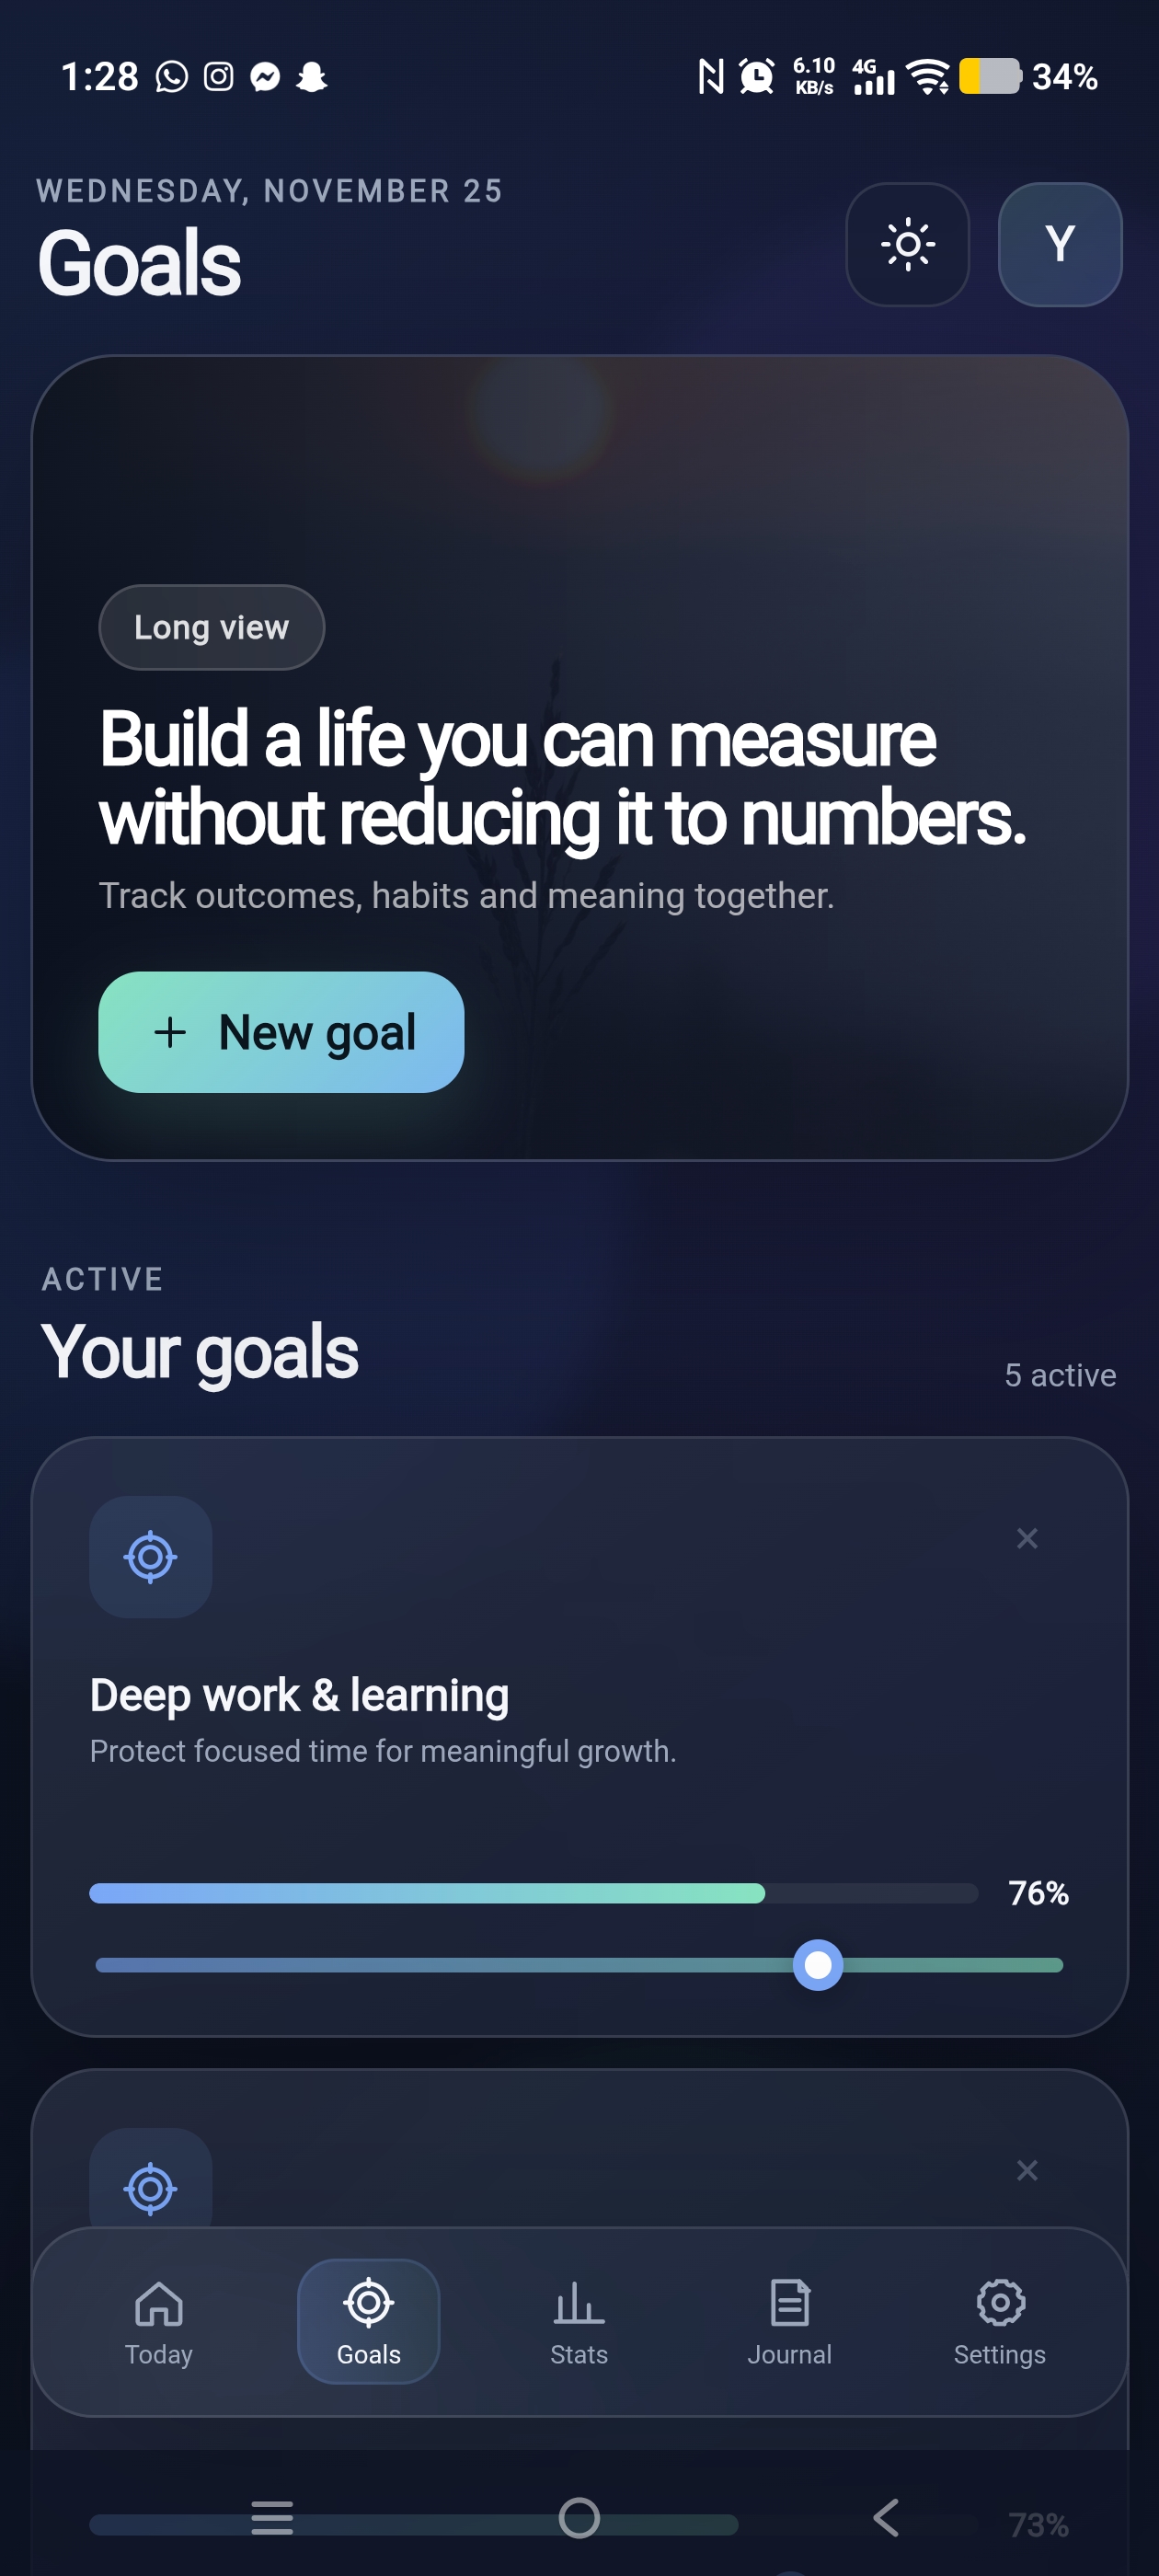 1:28
6.10
KB/s
4G
34%
WEDNESDAY, NOVEMBER 25
Goals
Y
Long view
Build a life you can measure
without reducing it to numbers.
Track outcomes, habits and meaning together.
+ New goal
ACTIVE
Your goals
5 active
×
Deep work & learning
Protect focused time for meaningful growth.
76%
×
Today
Goals
Stats
Journal
Settings
73%